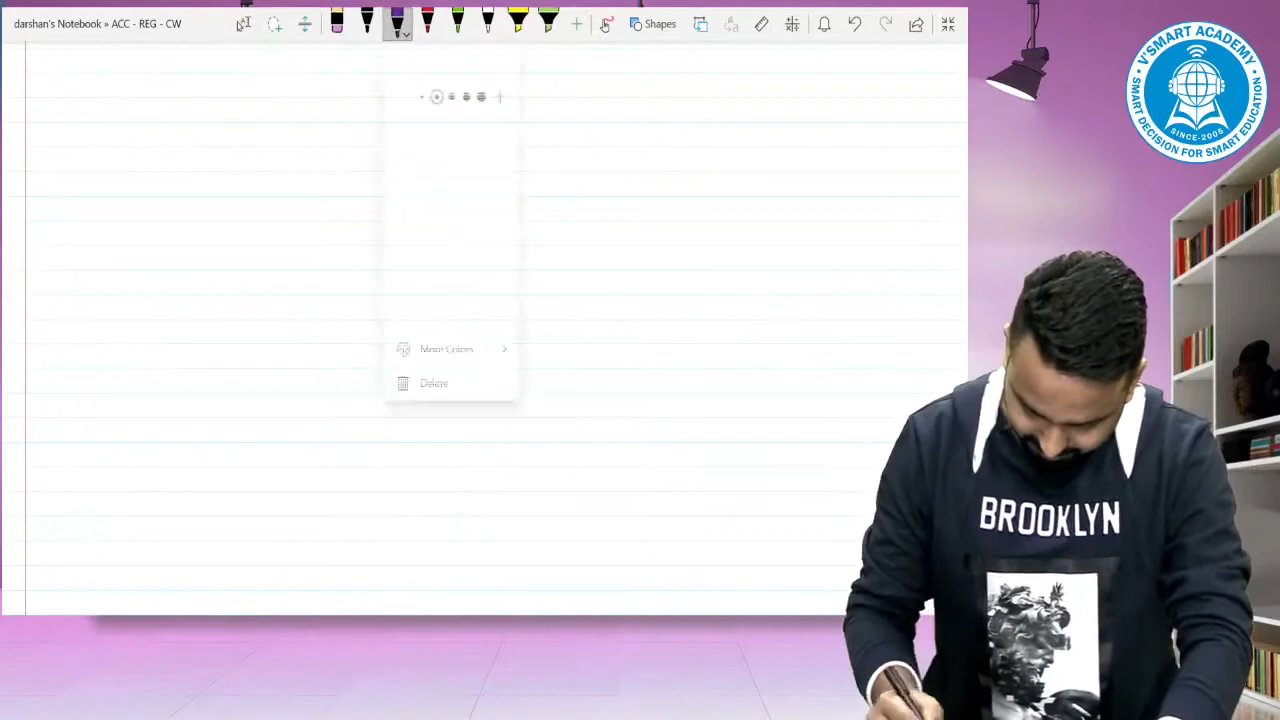 darshan's Notebook » ACC - REG - CW
Shapes
More Colors
Delete
V'SMART ACADEMY
SINCE-2005
SMART DECISION FOR SMART EDUCATION
BROOKLYN